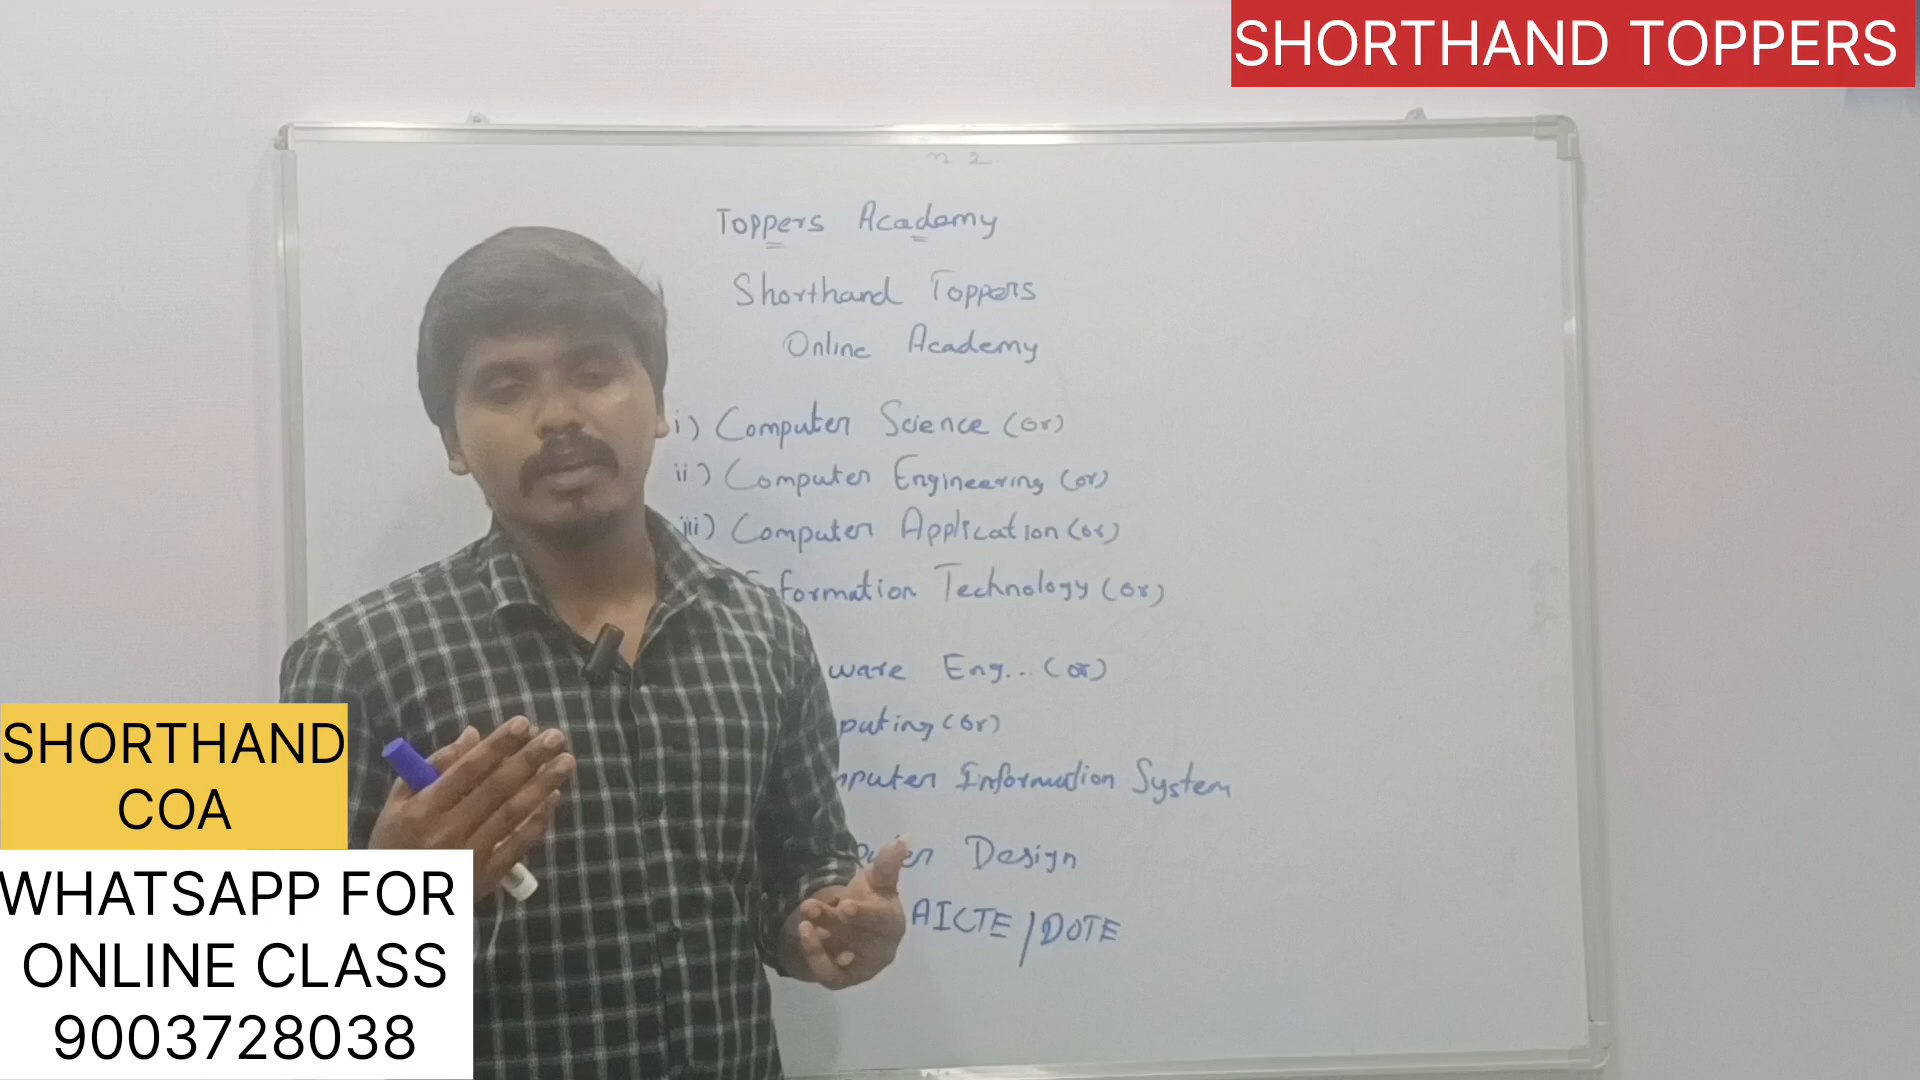 SHORTHAND TOPPERS
Toppers Academy
Shorthand Toppers
Online Academy
i) Computer Science (or)
ii) Computer Engineering (or)
iii) Computer Application (or)
formation Technology (or)
ware Eng... (or)
puting (or)
mputer Information System
Design
AICTE/DOTE
SHORTHAND
COA
WHATSAPP FOR
ONLINE CLASS
9003728038